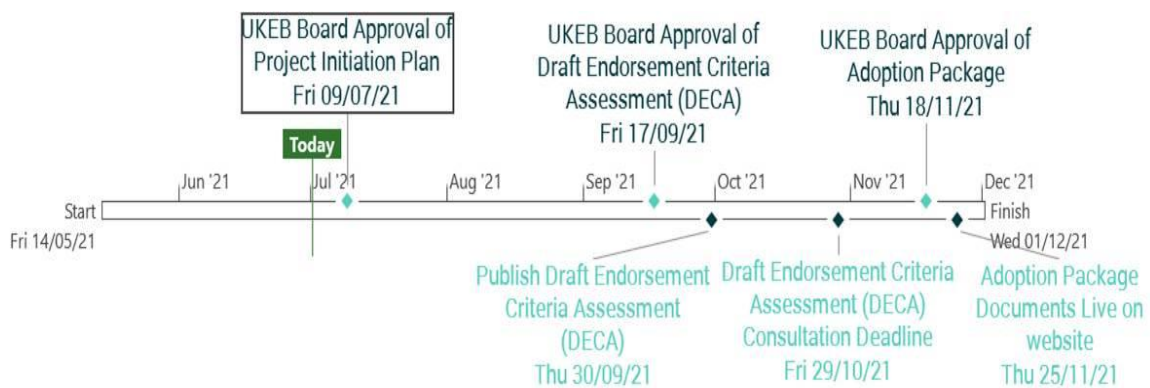 UKEB Board Approval of
Project Initiation Plan
Fri 09/07/21
UKEB Board Approval of
Draft Endorsement Criteria
Assessment (DECA)
Fri 17/09/21
UKEB Board Approval of
Adoption Package
Thu 18/11/21
Today
Jun '21
Jul '21
Aug '21
Sep '21
Oct '21
Nov '21
Dec '21
Start
Fri 14/05/21
Finish
Wed 01/12/21
Publish Draft Endorsement
Criteria Assessment
(DECA)
Thu 30/09/21
Draft Endorsement Criteria
Assessment (DECA)
Consultation Deadline
Fri 29/10/21
Adoption Package
Documents Live on
website
Thu 25/11/21